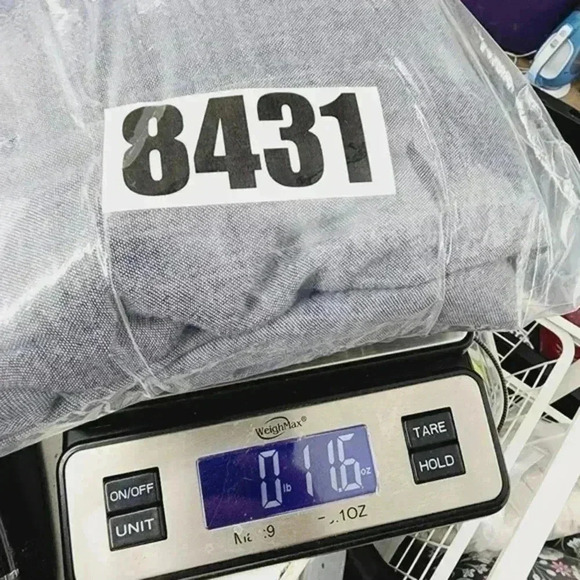 8431
WeighMax®
TARE
HOLD
ON/OFF
UNIT
0 lb 11.6 oz